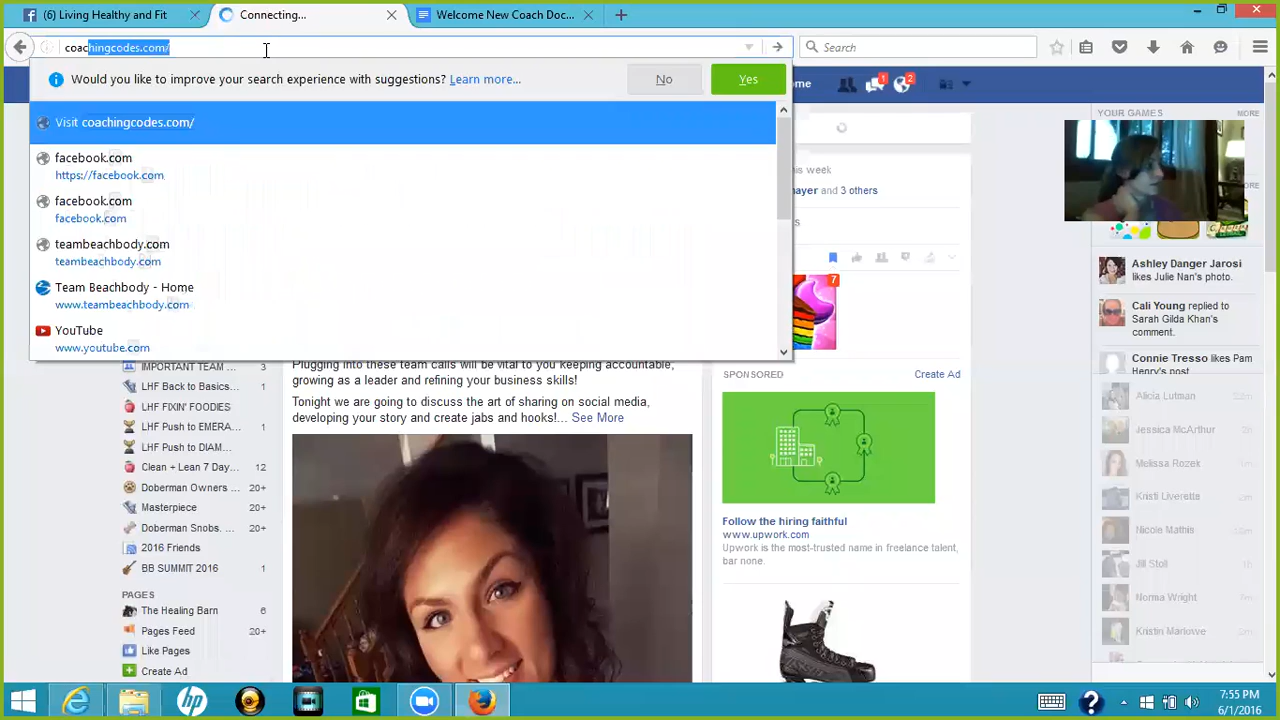 (6) Living Healthy and Fit
Connecting...
Welcome New Coach Doc...
coachingcodes.com/
Search
Would you like to improve your search experience with suggestions? Learn more...
No
Yes
Visit coachingcodes.com/
facebook.com
https://facebook.com
facebook.com
facebook.com
teambeachbody.com
teambeachbody.com
Team Beachbody - Home
www.teambeachbody.com
YouTube
www.youtube.com
ome
1
2
YOUR GAMES
MORE
this week
mayer and 3 others
7
SPONSORED
Create Ad
Follow the hiring faithful
www.upwork.com
Upwork is the most-trusted name in freelance talent,
bar none.
IMPORTANT TEAM ... 3
LHF Back to Basics...
LHF FIXIN' FOODIES
LHF Push to EMERA...
LHF Push to DIAM...
Clean + Lean 7 Day... 12
Doberman Owners ... 20+
Masterpiece 20+
Doberman Snobs. ... 20+
2016 Friends
BB SUMMIT 2016 1
PAGES
The Healing Barn 6
Pages Feed 20+
Like Pages
Create Ad
Plugging into these team calls will be vital to you keeping accountable,
growing as a leader and refining your business skills!
Tonight we are going to discuss the art of sharing on social media,
developing your story and create jabs and hooks!... See More
Ashley Danger Jarosi
likes Julie Nan's photo.
Cali Young replied to
Sarah Gilda Khan's
comment.
Connie Tresso likes Pam
Henry's post
Alicia Lutman
Jessica McArthur
Melissa Rozek
Kristi Liverette
Nicole Mathis
Jill Stoll
Norma Wright
Kristin Marlowe
7:55 PM
6/1/2016